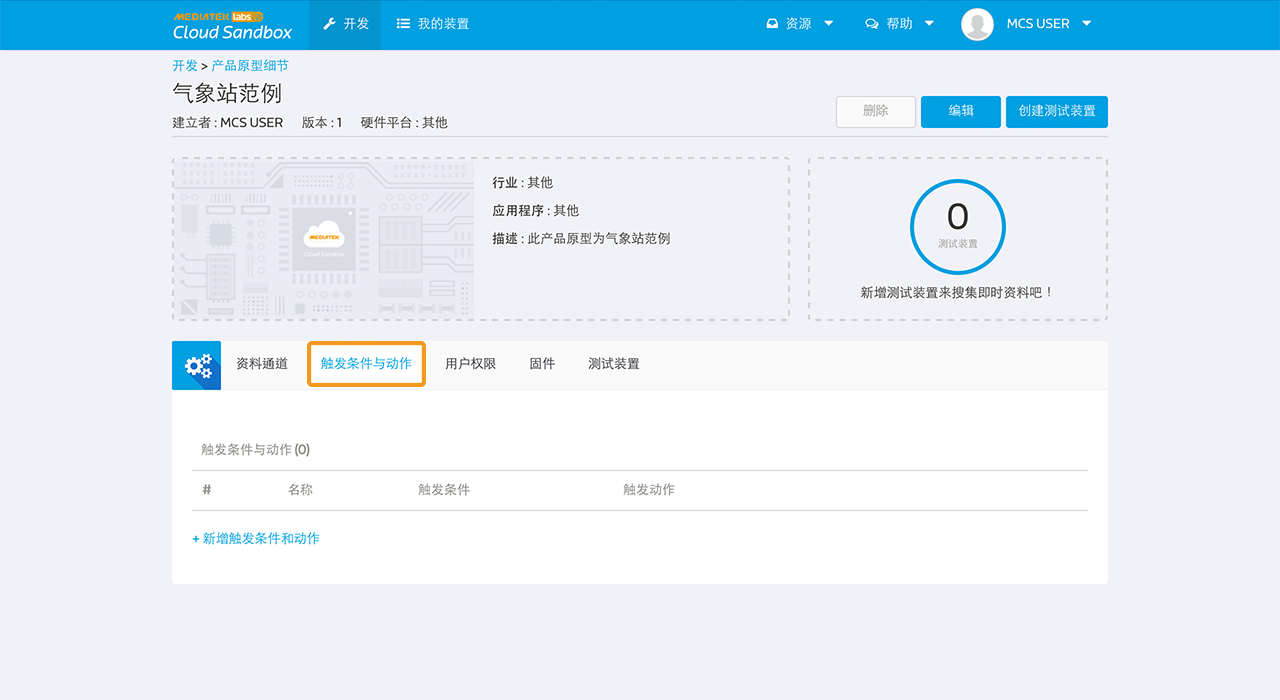 MEDIATEK labs
Cloud Sandbox
开发
我的装置
资源
帮助
MCS USER
开发 > 产品原型细节
气象站范例
建立者 : MCS USER 版本 : 1 硬件平台 : 其他
删除
编辑
创建测试装置
MEDIATEK
Cloud Sandbox
行业 : 其他
应用程序 : 其他
描述 : 此产品原型为气象站范例
0
测试装置
新增测试装置来搜集即时资料吧！
资料通道 触发条件与动作 用户权限 固件 测试装置
触发条件与动作 (0)
# 名称 触发条件 触发动作
+ 新增触发条件和动作